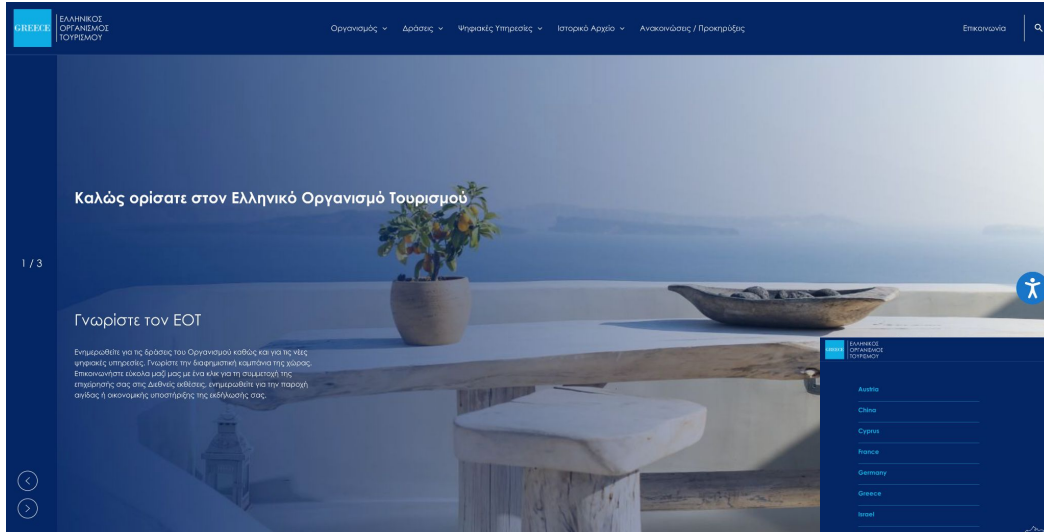 GREECE
ΕΛΛΗΝΙΚΟΣ
ΟΡΓΑΝΙΣΜΟΣ
ΤΟΥΡΙΣΜΟΥ
Οργανισμός
Δράσεις
Ψηφιακές Υπηρεσίες
Ιστορικό Αρχείο
Ανακοινώσεις / Προκηρύξεις
Επικοινωνία
Καλώς ορίσατε στον Ελληνικό Οργανισμό Τουρισμού
1 / 3
Γνωρίστε τον ΕΟΤ
Ενημερωθείτε για τις δράσεις του Οργανισμού καθώς και για τις νέες
ψηφιακές υπηρεσίες. Γνωρίστε την διαφημιστική καμπάνια της χώρας.
Επικοινωνήστε εύκολα μαζί μας με ένα κλικ για τη συμμετοχή της
επιχείρησής σας στις Διεθνείς εκθέσεις, ενημερωθείτε για την παροχή
αιγίδας ή οικονομικής υποστήριξης της εκδήλωσής σας.
GREECE
ΕΛΛΗΝΙΚΟΣ
ΟΡΓΑΝΙΣΜΟΣ
ΤΟΥΡΙΣΜΟΥ
Austria
China
Cyprus
France
Germany
Greece
Israel